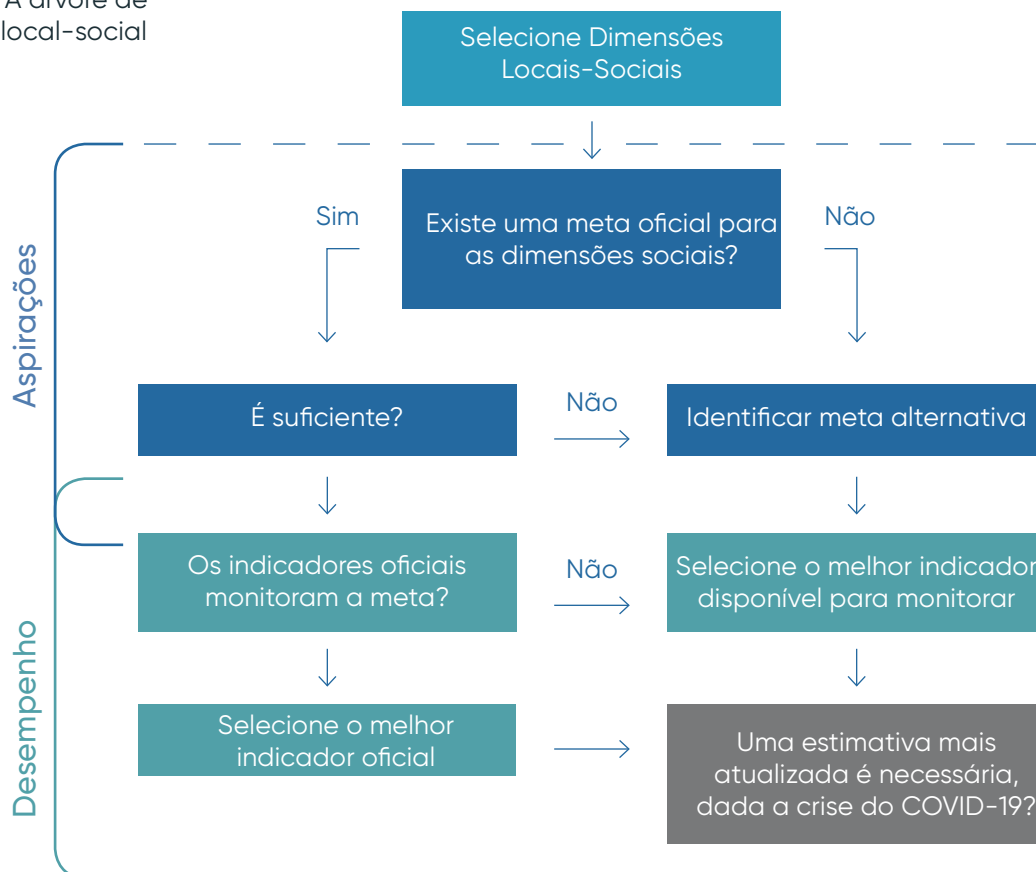 A árvore de
local-social
Selecione Dimensões
Locais-Sociais
Sim
Existe uma meta oficial para
as dimensões sociais?
Não
Aspirações
É suficiente?
Não
Identificar meta alternativa
Os indicadores oficiais
monitoram a meta?
Não
Selecione o melhor indicador
disponível para monitorar
Desempenho
Selecione o melhor
indicador oficial
Uma estimativa mais
atualizada é necessária,
dada a crise do COVID-19?